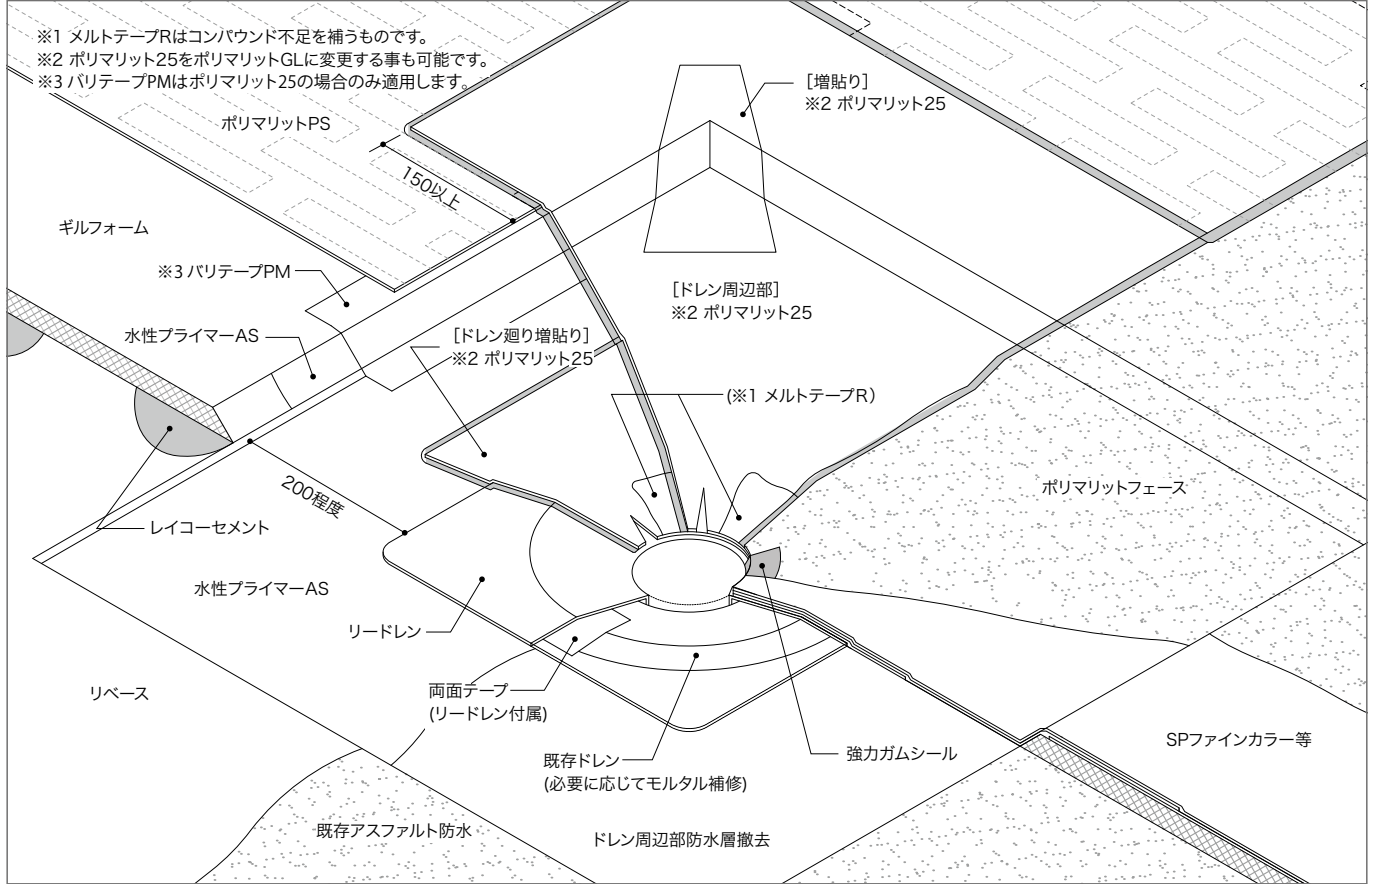 ※1 メルトテープRはコンパウンド不足を補うものです。
※2 ポリマリット25をポリマリットGLに変更する事も可能です。
※3 バリテープPMはポリマリット25の場合のみ適用します。
[増貼り]
※2 ポリマリット25
ポリマリットPS
150以上
ギルフォーム
※3 バリテープPM
[ドレン周辺部]
※2 ポリマリット25
水性プライマーAS
[ドレン廻り増貼り]
※2 ポリマリット25
(※1 メルトテープR)
200程度
ポリマリットフェース
レイコーセメント
水性プライマーAS
リードレン
リベース
両面テープ
(リードレン付属)
既存ドレン
(必要に応じてモルタル補修)
強力ガムシール
SPファインカラー等
既存アスファルト防水
ドレン周辺部防水層撤去